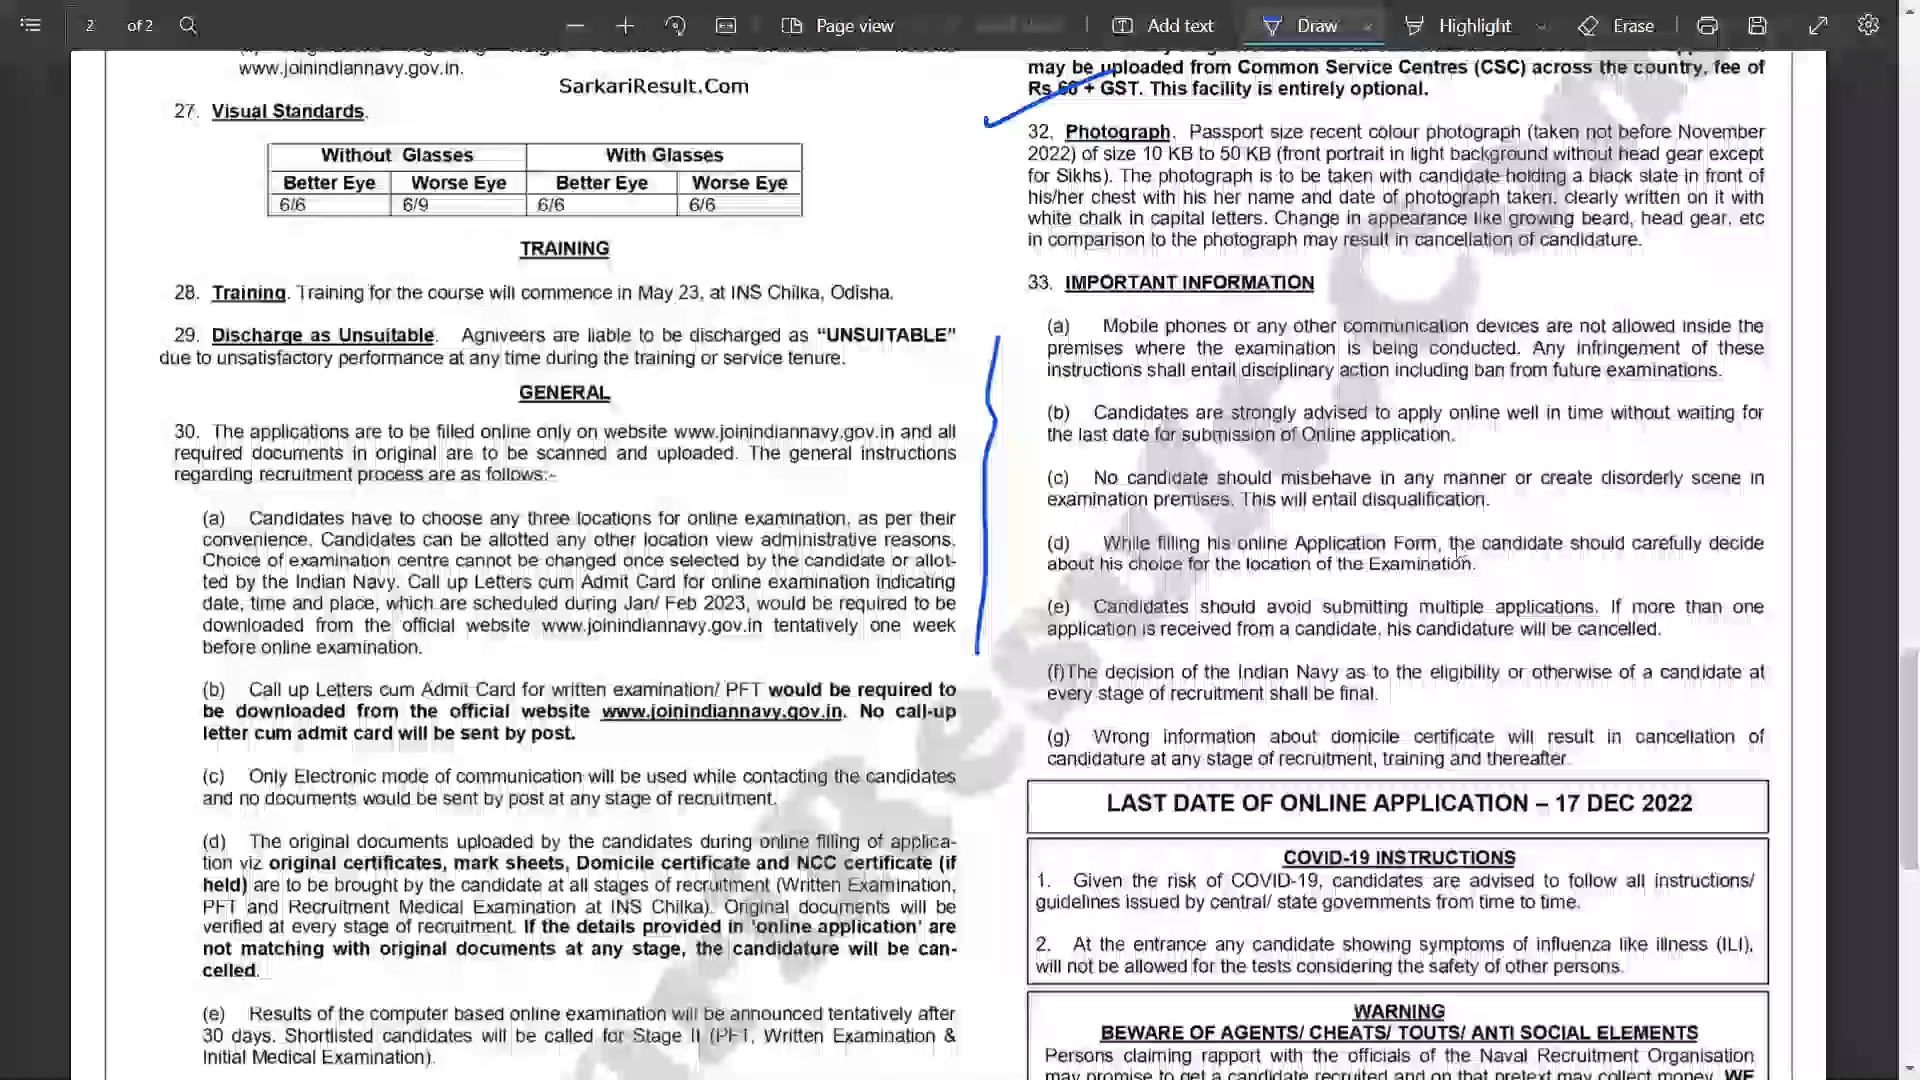 2 of 2 Page view Add text Draw Highlight Erase
www.joinindiannavy.gov.in.
SarkariResult.Com
27. Visual Standards.
Without Glasses With Glasses
Better Eye Worse Eye Better Eye Worse Eye
6/6 6/9 6/6 6/6
TRAINING
28. Training. Training for the course will commence in May 23, at INS Chilka, Odisha.
29. Discharge as Unsuitable. Agniveers are liable to be discharged as “UNSUITABLE”
due to unsatisfactory performance at any time during the training or service tenure.
GENERAL
30. The applications are to be filled online only on website www.joinindiannavy.gov.in and all
required documents in original are to be scanned and uploaded. The general instructions
regarding recruitment process are as follows:-
(a) Candidates have to choose any three locations for online examination, as per their
convenience. Candidates can be allotted any other location view administrative reasons.
Choice of examination centre cannot be changed once selected by the candidate or allot-
ted by the Indian Navy. Call up Letters cum Admit Card for online examination indicating
date, time and place, which are scheduled during Jan/ Feb 2023, would be required to be
downloaded from the official website www.joinindiannavy.gov.in tentatively one week
before online examination.
(b) Call up Letters cum Admit Card for written examination/ PFT would be required to
be downloaded from the official website www.joinindiannavy.gov.in. No call-up
letter cum admit card will be sent by post.
(c) Only Electronic mode of communication will be used while contacting the candidates
and no documents would be sent by post at any stage of recruitment.
(d) The original documents uploaded by the candidates during online filling of applica-
tion viz original certificates, mark sheets, Domicile certificate and NCC certificate (if
held) are to be brought by the candidate at all stages of recruitment (Written Examination,
PFT and Recruitment Medical Examination at INS Chilka). Original documents will be
verified at every stage of recruitment. If the details provided in 'online application' are
not matching with original documents at any stage, the candidature will be can-
celled.
(e) Results of the computer based online examination will be announced tentatively after
30 days. Shortlisted candidates will be called for Stage II (PFT, Written Examination &
Initial Medical Examination).
may be uploaded from Common Service Centres (CSC) across the country, fee of
Rs 60 + GST. This facility is entirely optional.
32. Photograph. Passport size recent colour photograph (taken not before November
2022) of size 10 KB to 50 KB (front portrait in light background without head gear except
for Sikhs). The photograph is to be taken with candidate holding a black slate in front of
his/her chest with his her name and date of photograph taken, clearly written on it with
white chalk in capital letters. Change in appearance like growing beard, head gear, etc
in comparison to the photograph may result in cancellation of candidature.
33. IMPORTANT INFORMATION
(a) Mobile phones or any other communication devices are not allowed inside the
premises where the examination is being conducted. Any infringement of these
instructions shall entail disciplinary action including ban from future examinations.
(b) Candidates are strongly advised to apply online well in time without waiting for
the last date for submission of Online application.
(c) No candidate should misbehave in any manner or create disorderly scene in
examination premises. This will entail disqualification.
(d) While filling his online Application Form, the candidate should carefully decide
about his choice for the location of the Examination.
(e) Candidates should avoid submitting multiple applications. If more than one
application is received from a candidate, his candidature will be cancelled.
(f)The decision of the Indian Navy as to the eligibility or otherwise of a candidate at
every stage of recruitment shall be final.
(g) Wrong information about domicile certificate will result in cancellation of
candidature at any stage of recruitment, training and thereafter.
LAST DATE OF ONLINE APPLICATION – 17 DEC 2022
COVID-19 INSTRUCTIONS
1. Given the risk of COVID-19, candidates are advised to follow all instructions/
guidelines issued by central/ state governments from time to time.
2. At the entrance any candidate showing symptoms of influenza like illness (ILI),
will not be allowed for the tests considering the safety of other persons.
WARNING
BEWARE OF AGENTS/ CHEATS/ TOUTS/ ANTI SOCIAL ELEMENTS
Persons claiming rapport with the officials of the Naval Recruitment Organisation
may promise to get a candidate recruited and on that pretext may collect money. WE